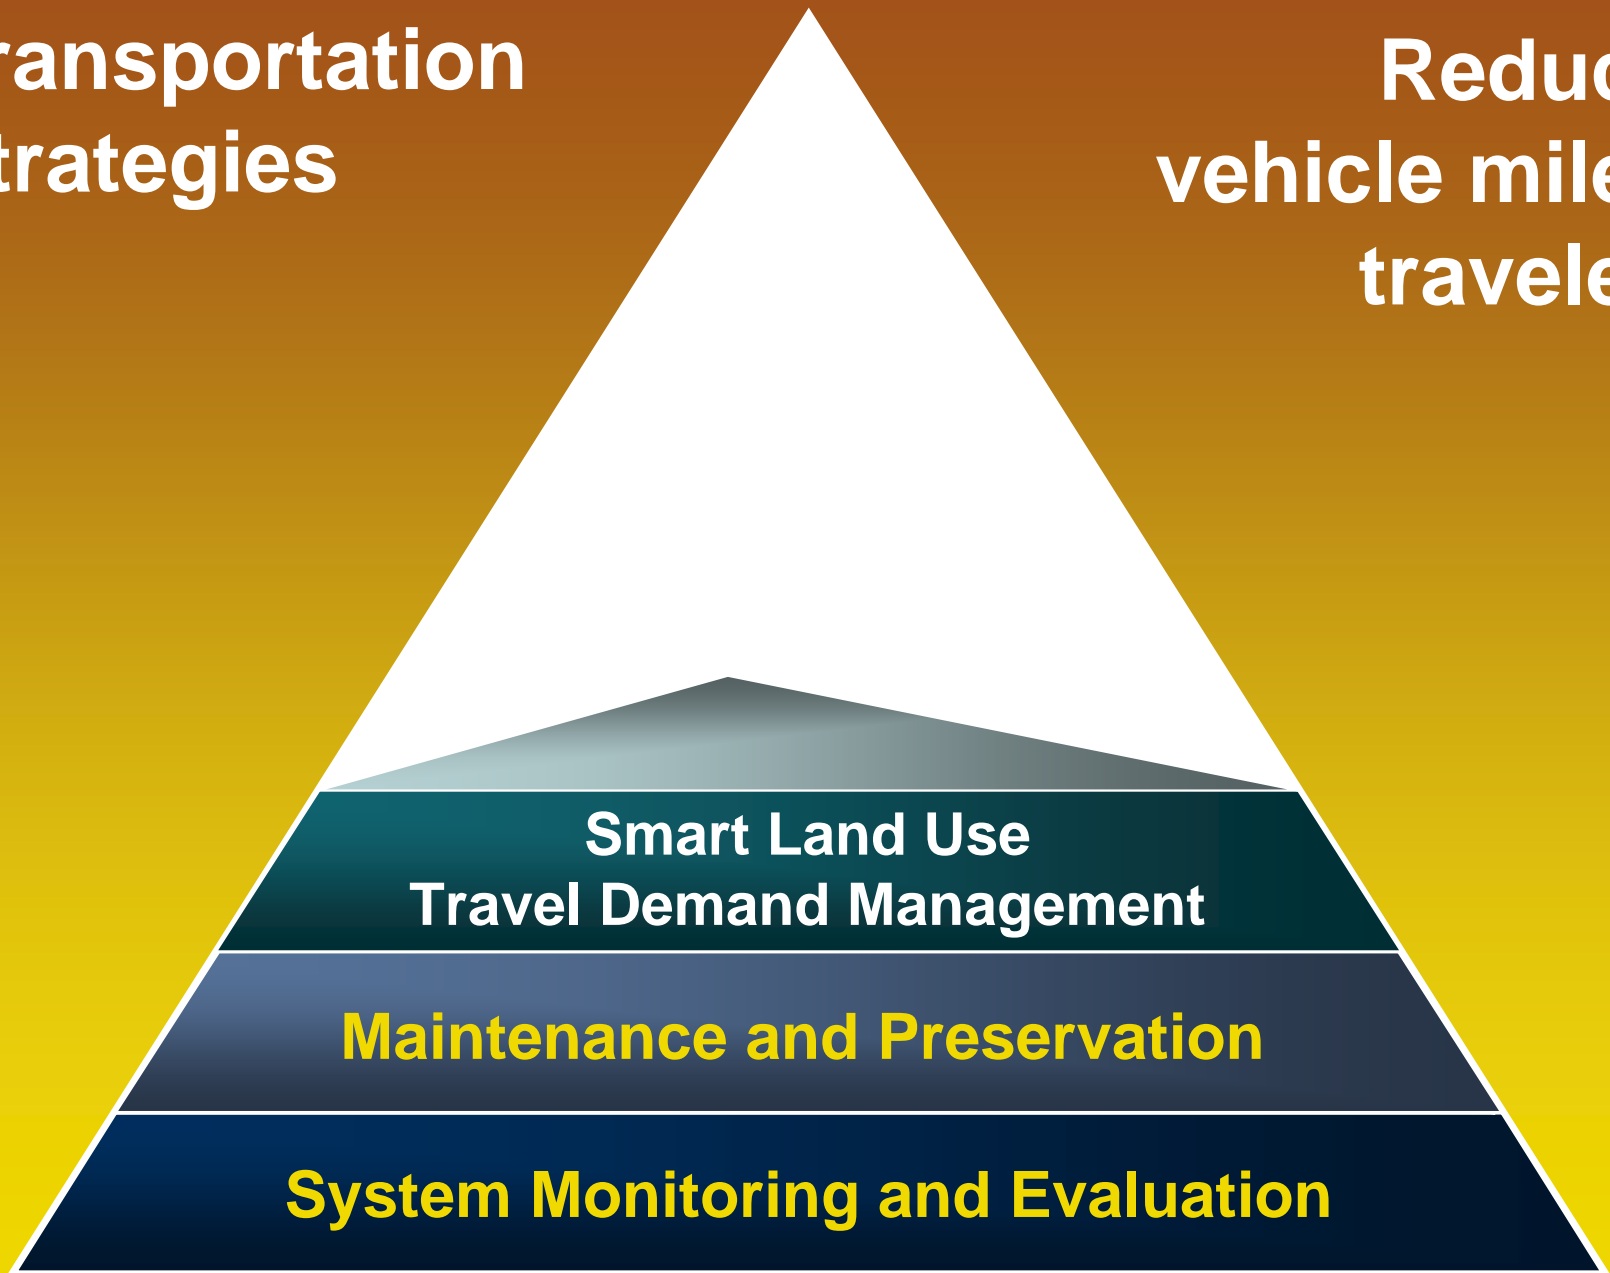 ransportation
trategies
Reduc
vehicle mile
travele
Smart Land Use
Travel Demand Management
Maintenance and Preservation
System Monitoring and Evaluation